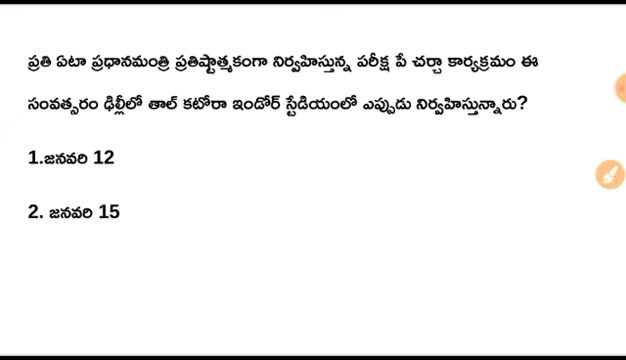 ప్రతి ఏటా ప్రధానమంత్రి ప్రతిష్టాత్మకంగా నిర్వహిస్తున్న పరీక్ష పే చర్చా కార్యక్రమం ఈ
సంవత్సరం ఢిల్లీలో తాల్ కటోరా ఇండోర్ స్టేడియంలో ఎప్పుడు నిర్వహిస్తున్నారు?
1.జనవరి 12
2. జనవరి 15